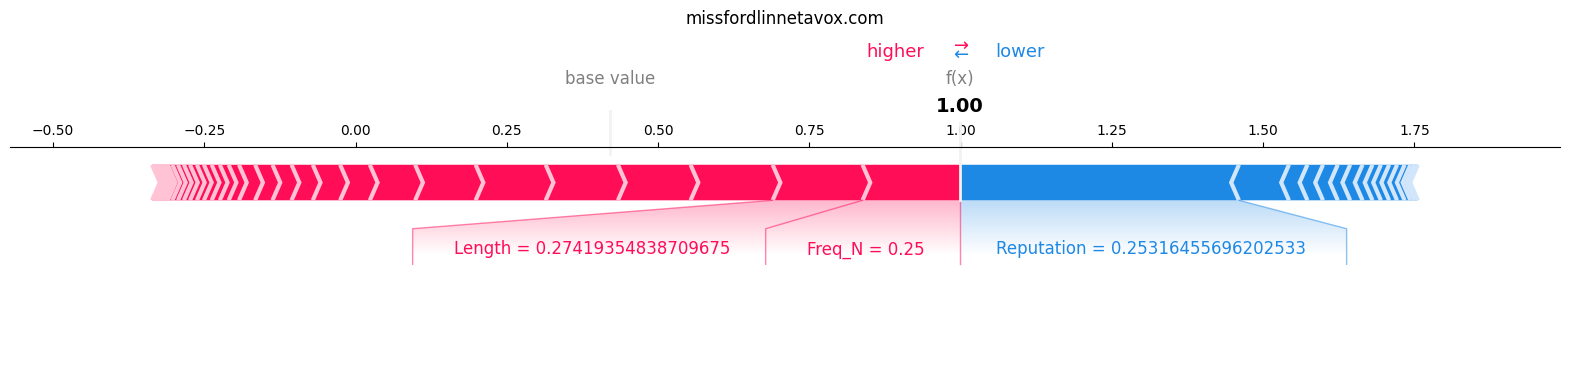 missfordlinnetavox.com
higher ⇄ lower
base value f(x)
1.00
−0.50 −0.25 0.00 0.25 0.50 0.75 1.00 1.25 1.50 1.75
Length = 0.27419354838709675 Freq_N = 0.25 Reputation = 0.25316455696202533